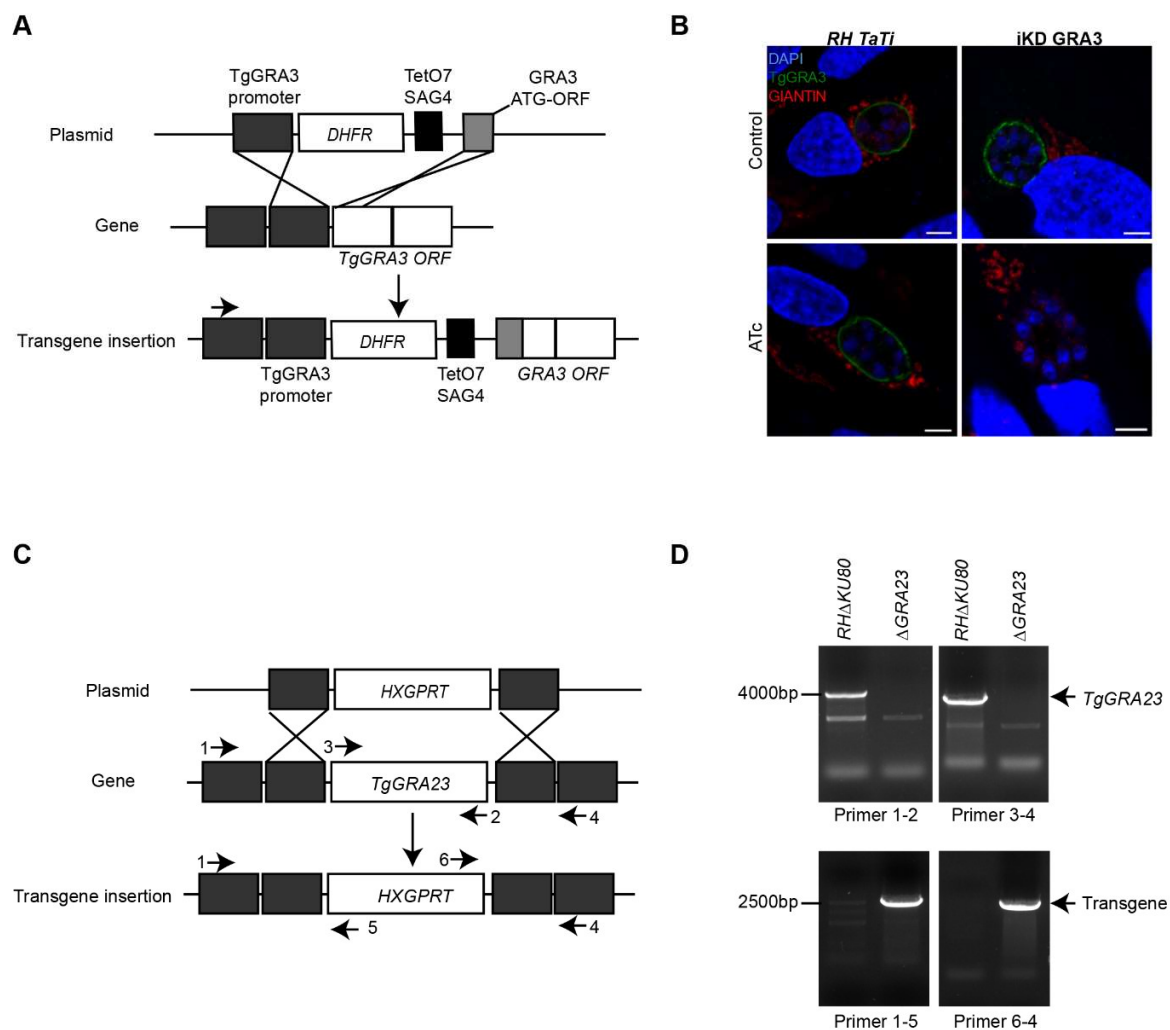 A
TgGRA3
promoter
TetO7
SAG4
GRA3
ATG-ORF
Plasmid
DHFR
Gene
TgGRA3 ORF
Transgene insertion
DHFR
TgGRA3
promoter
TetO7
SAG4
GRA3 ORF
B
RH TaTi
iKD GRA3
DAPI
TgGRA3
GIANTIN
Control
ATc
C
Plasmid
HXGPRT
1
3
Gene
TgGRA23
2
4
1
6
Transgene insertion
HXGPRT
5
4
D
RHΔKU80
ΔGRA23
RHΔKU80
ΔGRA23
4000bp
TgGRA23
Primer 1-2
Primer 3-4
2500bp
Transgene
Primer 1-5
Primer 6-4